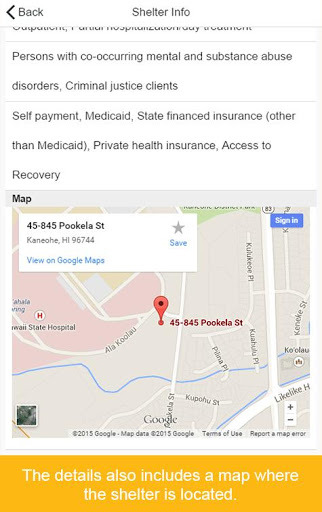 Back
Shelter Info
Outpatient, Partial hospitalization/day treatment
Persons with co-occurring mental and substance abuse
disorders, Criminal justice clients
Self payment, Medicaid, State financed insurance (other
than Medicaid), Private health insurance, Access to
Recovery
Map
Kaneohe District Park
83
Sign in
45-845 Pookela St
Kaneohe, HI 96744
Save
View on Google Maps
Kulukeoe Pl
Keneke St
45-845 Pookela St
Hawaii State Hospital
Ala Koolau
Kuahulu Pl
Pilina Pl
Ko'olau
Likelike H
Pookela St
Kupohu St
Google
+
−
©2015 Google - Map data ©2015 Google
Terms of Use
Report a map error
The details also includes a map where
the shelter is located.